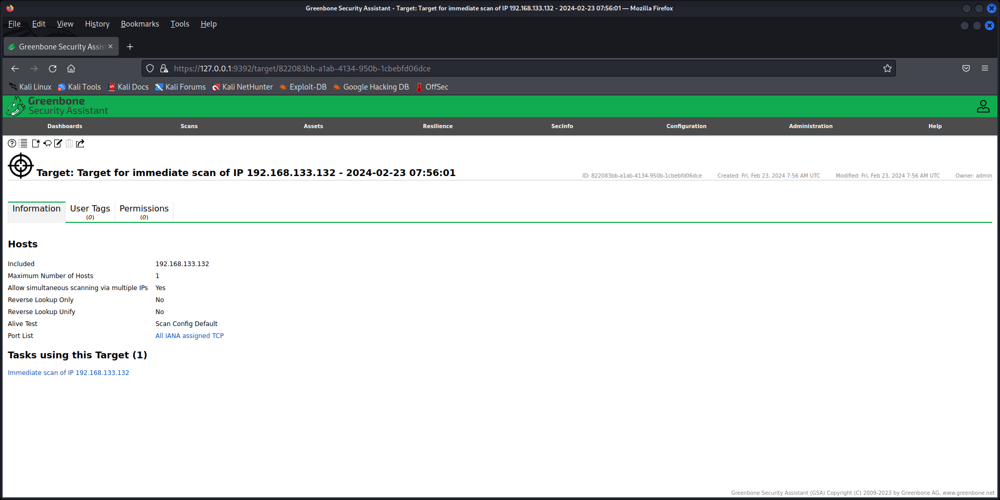 Greenbone Security Assistant - Target: Target for immediate scan of IP 192.168.133.132 - 2024-02-23 07:56:01 — Mozilla Firefox
File Edit View History Bookmarks Tools Help
Greenbone Security Assis
https://127.0.0.1:9392/target/822083bb-a1ab-4134-950b-1cbebfd06dce
Kali Linux Kali Tools Kali Docs Kali Forums Kali NetHunter Exploit-DB Google Hacking DB OffSec
Greenbone
Security Assistant
Dashboards Scans Assets Resilience SecInfo Configuration Administration Help
Target: Target for immediate scan of IP 192.168.133.132 - 2024-02-23 07:56:01
ID: 822083bb-a1ab-4134-950b-1cbebfd06dce Created: Fri, Feb 23, 2024 7:56 AM UTC Modified: Fri, Feb 23, 2024 7:56 AM UTC Owner: admin
Information User Tags Permissions
(0) (0)
Hosts
Included 192.168.133.132
Maximum Number of Hosts 1
Allow simultaneous scanning via multiple IPs Yes
Reverse Lookup Only No
Reverse Lookup Unify No
Alive Test Scan Config Default
Port List All IANA assigned TCP
Tasks using this Target (1)
Immediate scan of IP 192.168.133.132
Greenbone Security Assistant (GSA) Copyright (C) 2009-2023 by Greenbone AG, www.greenbone.net